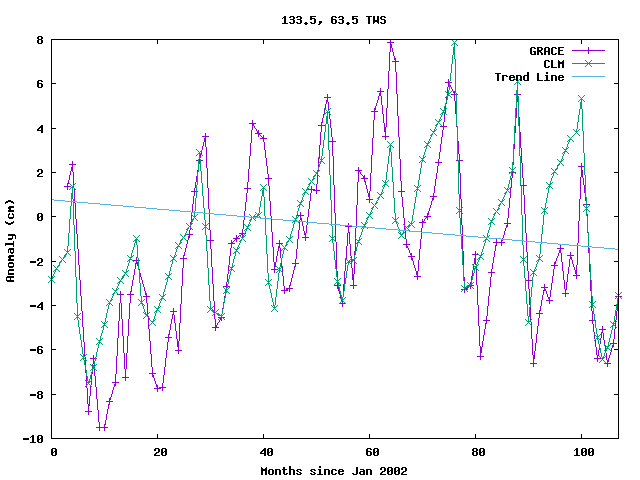 133.5, 63.5 TWS
GRACE
CLM
Trend Line
8
6
4
2
0
-2
-4
-6
-8
-10
Anomaly (cm)
0 20 40 60 80 100
Months since Jan 2002